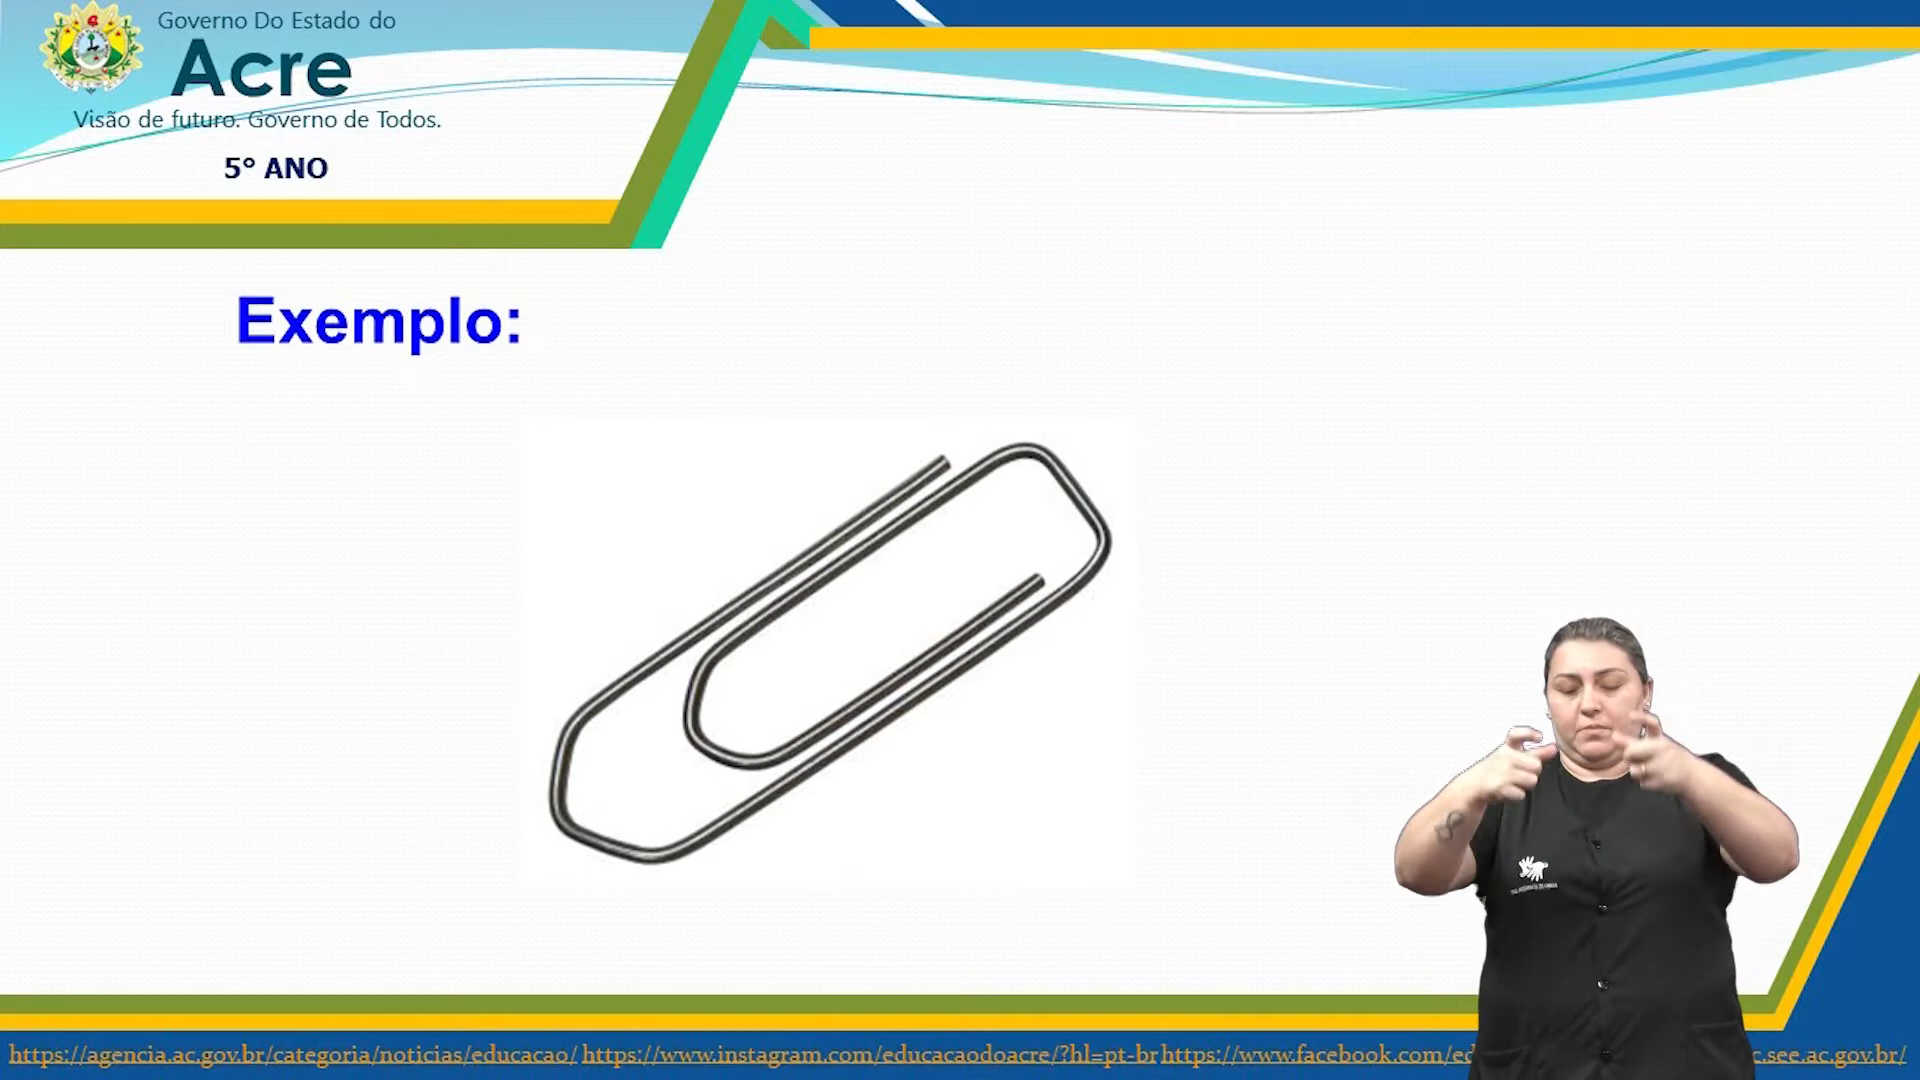 Governo Do Estado do
Acre
Visão de futuro. Governo de Todos.
5° ANO
Exemplo:
https://agencia.ac.gov.br/categoria/noticias/educacao/ https://www.instagram.com/educacaodoacre/?hl=pt-br https://www.facebook.com/ed c.see.ac.gov.br/